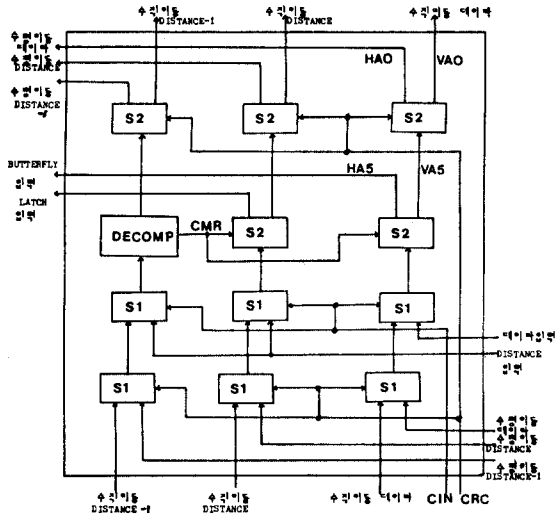 수직이동
DISTANCE-1
수직이동
DISTANCE
수직이동 데이타
수평이동
데이타
수평이동
DISTANCE
수평이동
DISTANCE
HAO
VAO
S2
S2
S2
BUTTERFLY
입력
LATCH
입력
HA5
VA5
DECOMP
CMR
S2
S2
S1
S1
S1
데이타입력
DISTANCE
입력
S1
S1
S1
수평이동
데이타
수평이동
DISTANCE
수평이동
DISTANCE-1
수직이동
수직이동
DISTANCE
수직이동 데이타
CIN CRC